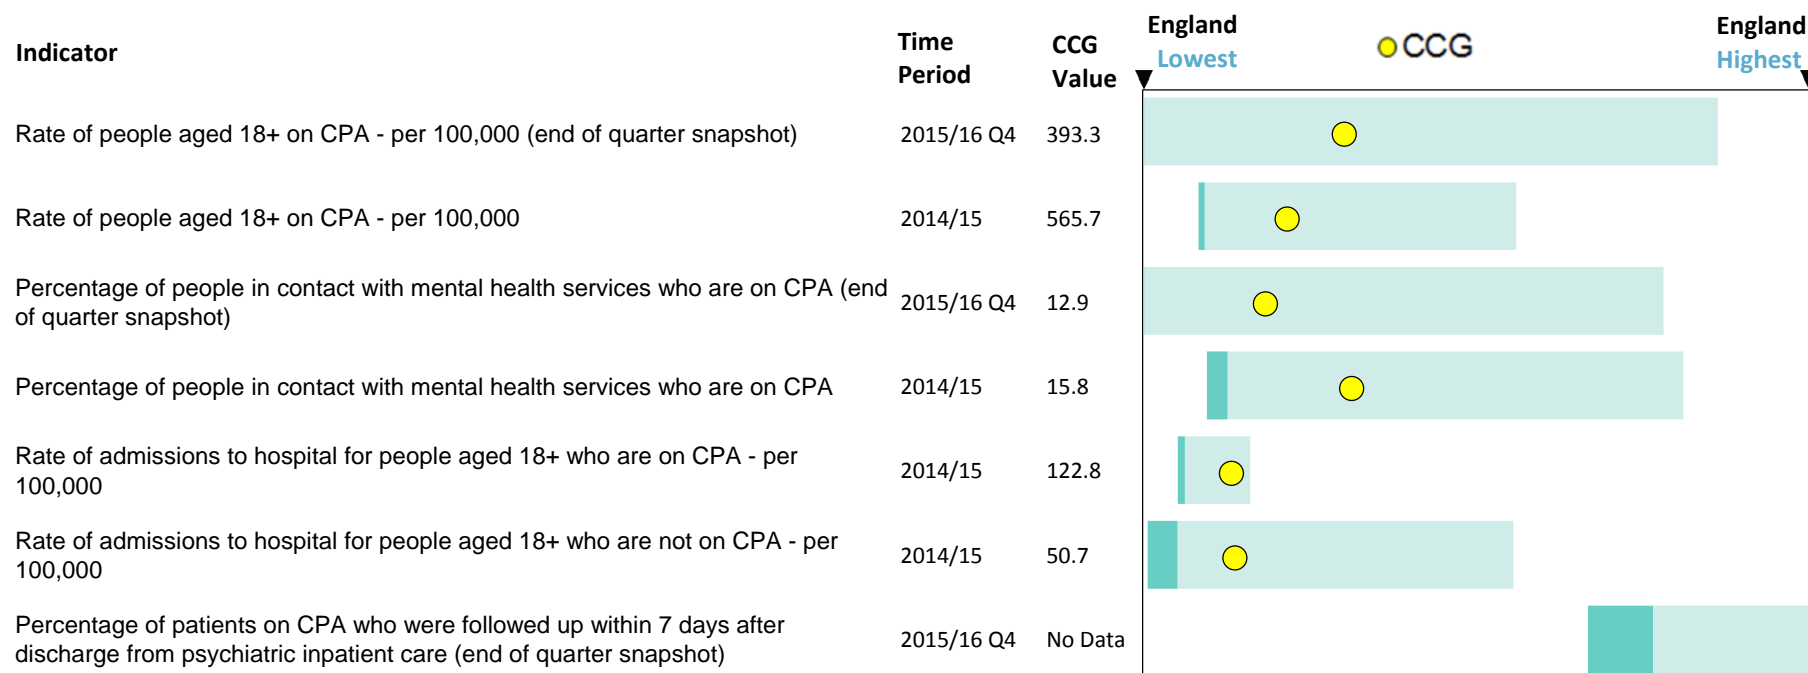 Indicator
Time
Period
CCG
Value
England
Lowest
CCG
England
Highest
Rate of people aged 18+ on CPA - per 100,000 (end of quarter snapshot)
2015/16 Q4
393.3
Rate of people aged 18+ on CPA - per 100,000
2014/15
565.7
Percentage of people in contact with mental health services who are on CPA (end
of quarter snapshot)
2015/16 Q4
12.9
Percentage of people in contact with mental health services who are on CPA
2014/15
15.8
Rate of admissions to hospital for people aged 18+ who are on CPA - per
100,000
2014/15
122.8
Rate of admissions to hospital for people aged 18+ who are not on CPA - per
100,000
2014/15
50.7
Percentage of patients on CPA who were followed up within 7 days after
discharge from psychiatric inpatient care (end of quarter snapshot)
2015/16 Q4
No Data